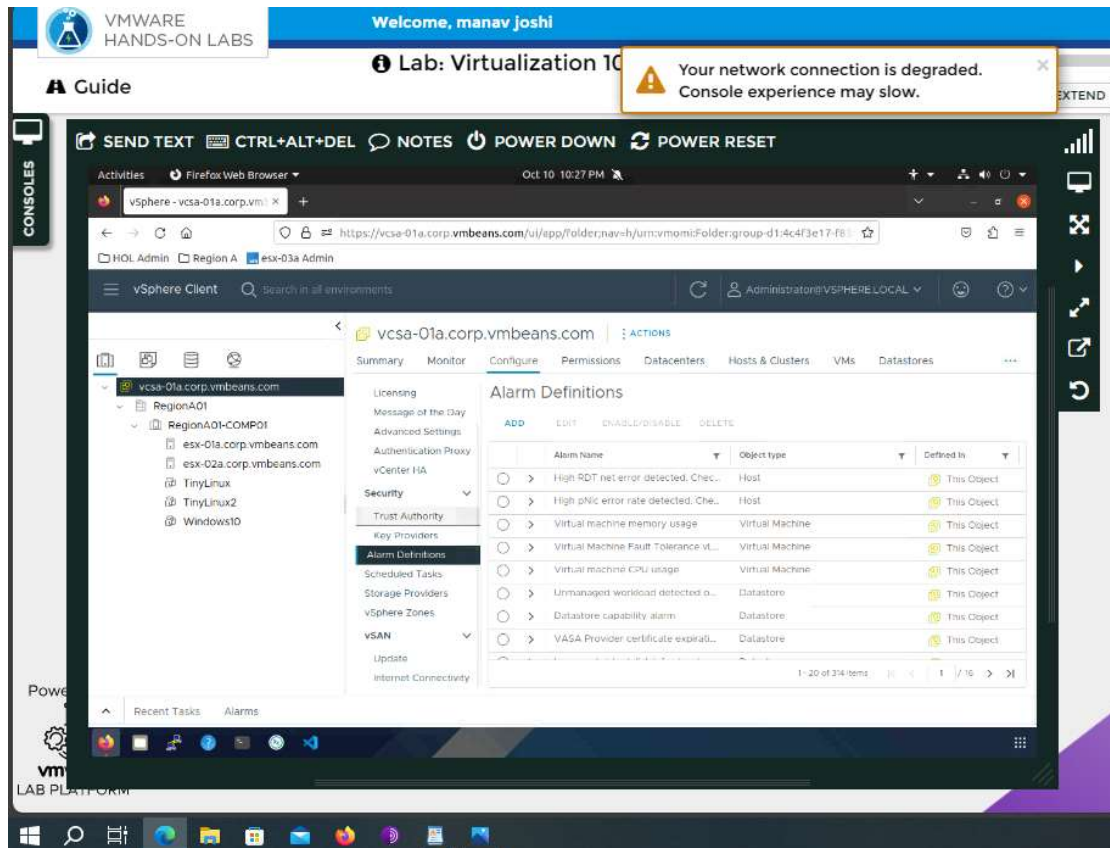 VMWARE
HANDS-ON LABS
Welcome, manav joshi
Guide
Lab: Virtualization 10
Your network connection is degraded.
Console experience may slow.
EXTEND
CONSOLES
SEND TEXT CTRL+ALT+DEL NOTES POWER DOWN POWER RESET
Activities Firefox Web Browser Oct 10 10:27 PM
vSphere - vcsa-01a.corp.vm
https://vcsa-01a.corp.vmbeans.com/ui/app/folder;nav=h/urn:vmomi:Folder:group-d1:4c4f3e17-f8
HOL Admin Region A esx-03a Admin
vSphere Client Search in all environments Administrator@VSPHERE.LOCAL
vcsa-01a.corp.vmbeans.com ACTIONS
Summary Monitor Configure Permissions Datacenters Hosts & Clusters VMs Datastores
vcsa-01a.corp.vmbeans.com
RegionA01
RegionA01-COMP01
esx-01a.corp.vmbeans.com
esx-02a.corp.vmbeans.com
TinyLinux
TinyLinux2
Windows10
Licensing
Message of the Day
Advanced Settings
Authentication Proxy
vCenter HA
Security
Trust Authority
Key Providers
Alarm Definitions
Scheduled Tasks
Storage Providers
vSphere Zones
vSAN
Update
Internet Connectivity
Alarm Definitions
ADD EDIT ENABLE/DISABLE DELETE
Alarm Name Object type Defined In
High RDT net error detected. Chec... Host This Object
High pNic error rate detected. Che... Host This Object
Virtual machine memory usage Virtual Machine This Object
Virtual Machine Fault Tolerance vL... Virtual Machine This Object
Virtual machine CPU usage Virtual Machine This Object
Unmanaged workload detected o... Datastore This Object
Datastore capability alarm Datastore This Object
VASA Provider certificate expirati... Datastore This Object
1 - 20 of 314 items 1 / 16
Recent Tasks Alarms
Powe
vm
LAB PLATFORM